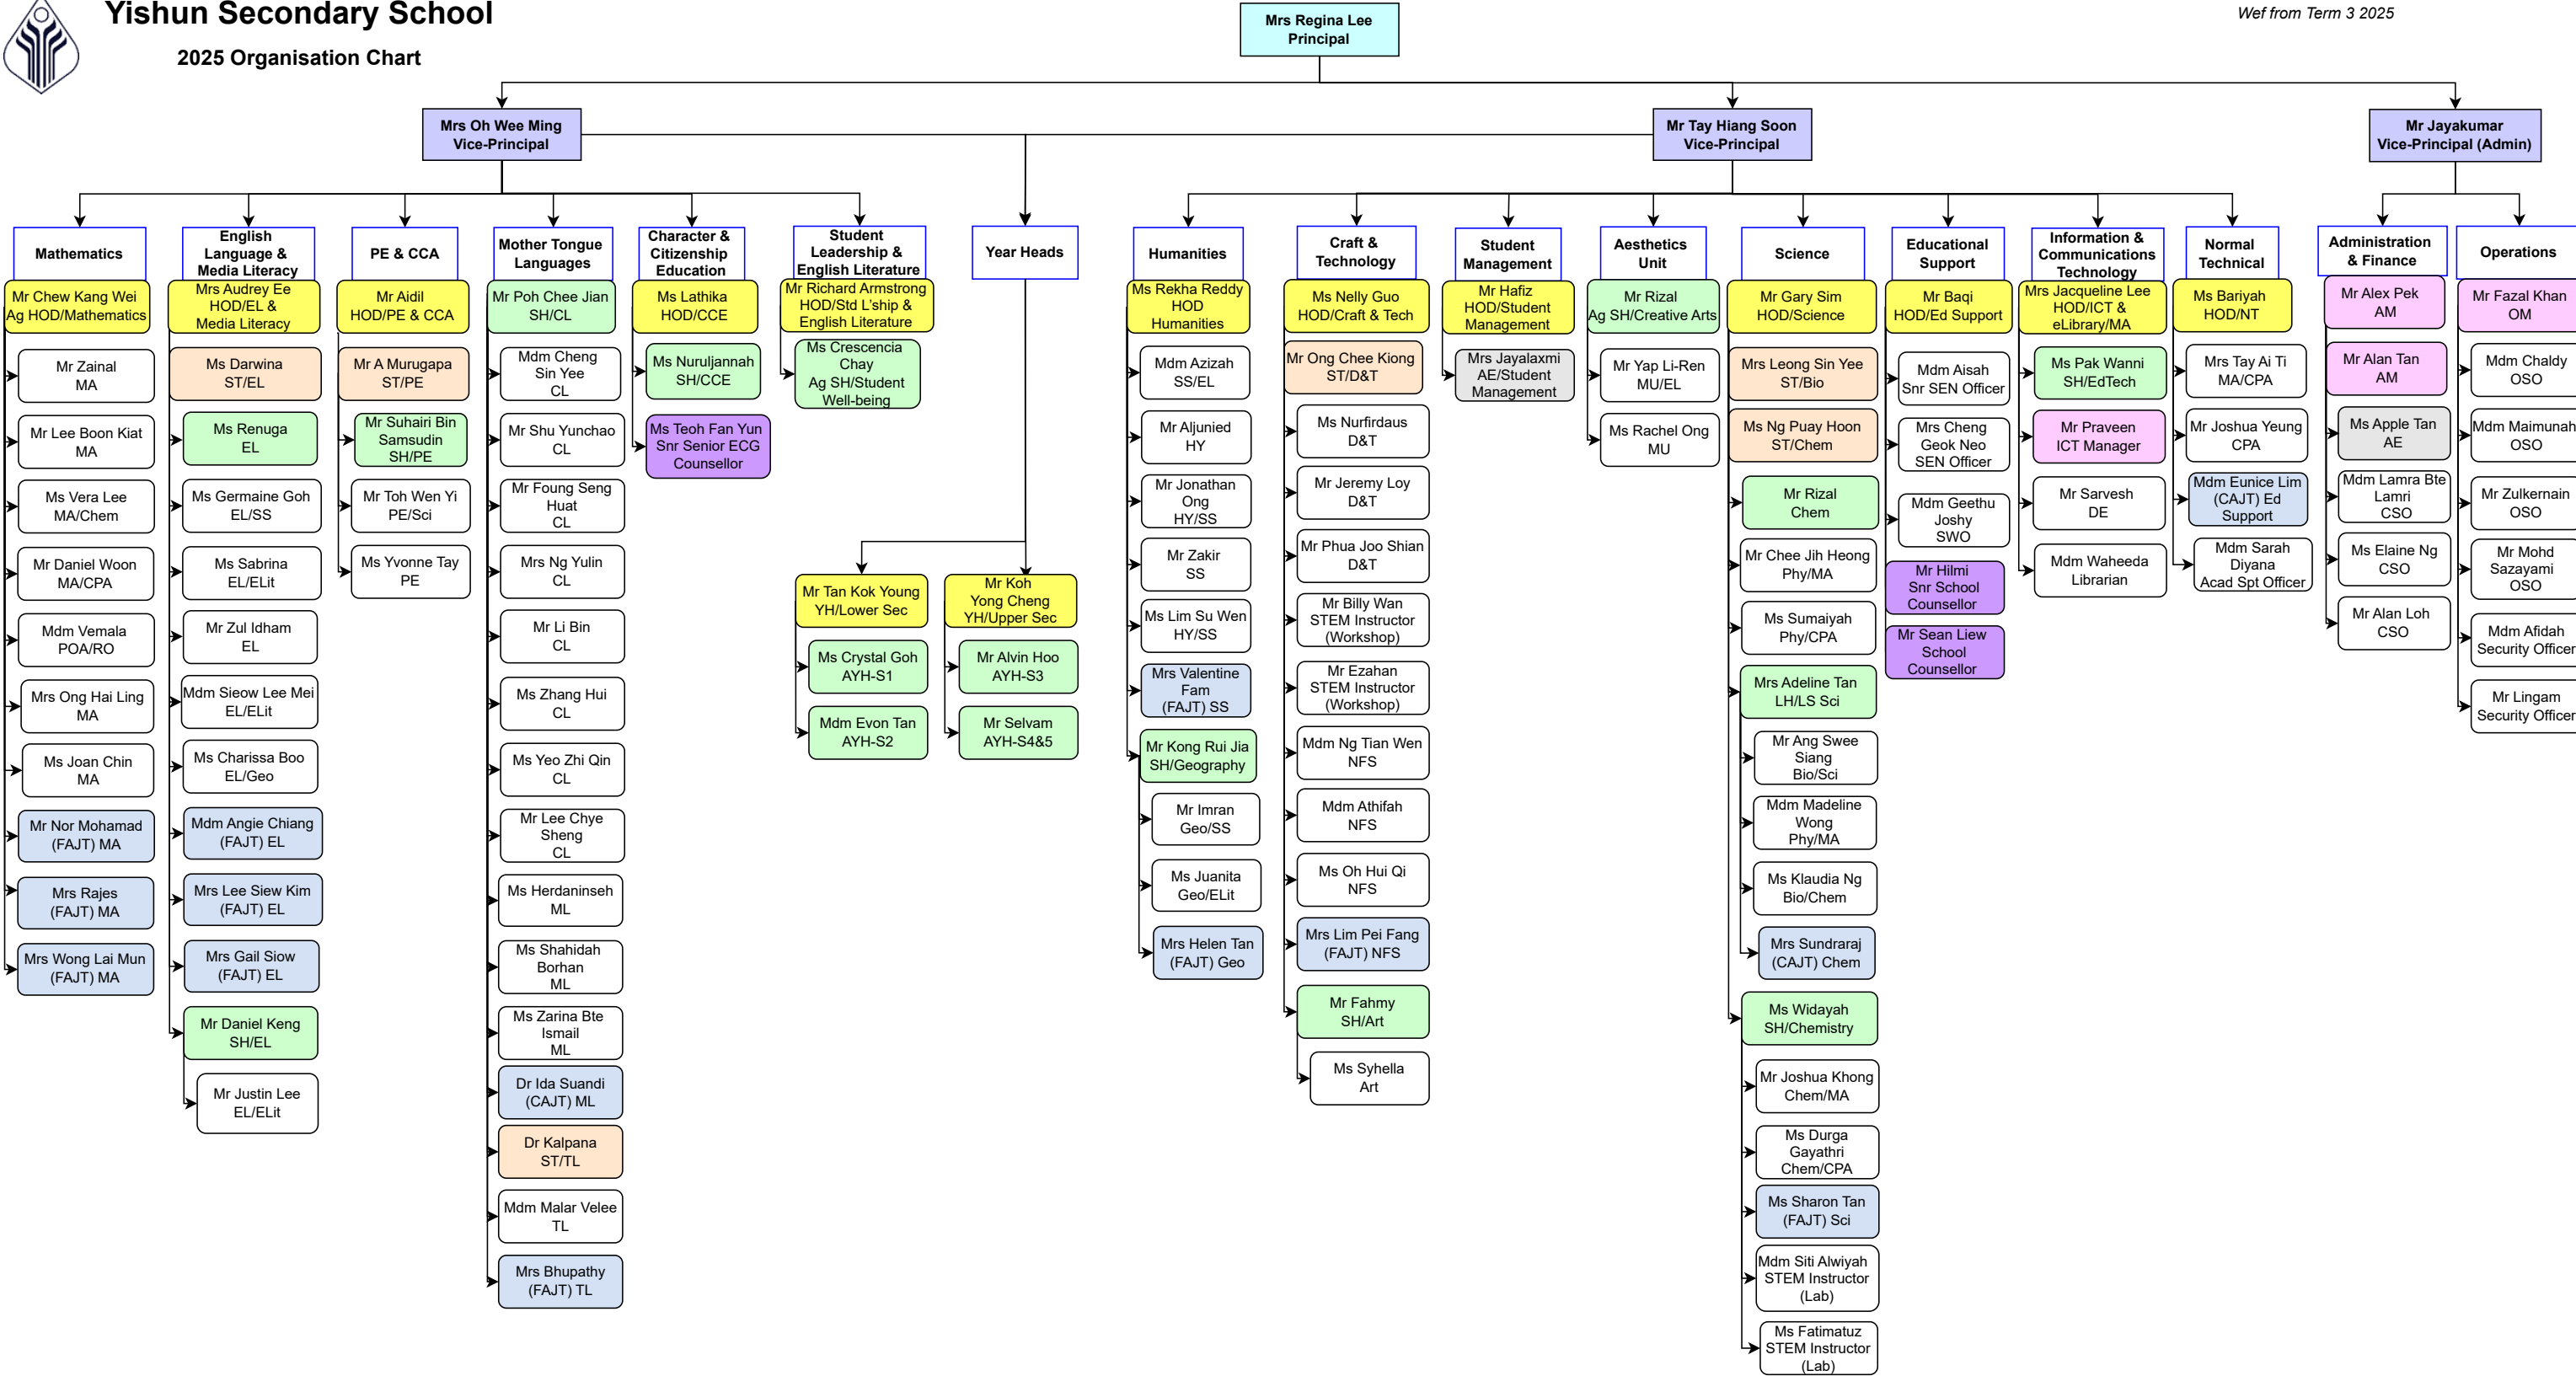 Yishun Secondary School
2025 Organisation Chart
Wef from Term 3 2025
Mrs Regina Lee
Principal
Mrs Oh Wee Ming
Vice-Principal
Mr Tay Hiang Soon
Vice-Principal
Mr Jayakumar
Vice-Principal (Admin)
Mathematics
Mr Chew Kang Wei
Ag HOD/Mathematics
Mr Zainal
MA
Mr Lee Boon Kiat
MA
Ms Vera Lee
MA/Chem
Mr Daniel Woon
MA/CPA
Mdm Vemala
POA/RO
Mrs Ong Hai Ling
MA
Ms Joan Chin
MA
Mr Nor Mohamad
(FAJT) MA
Mrs Rajes
(FAJT) MA
Mrs Wong Lai Mun
(FAJT) MA
English
Language &
Media Literacy
Mrs Audrey Ee
HOD/EL &
Media Literacy
Ms Darwina
ST/EL
Ms Renuga
EL
Ms Germaine Goh
EL/SS
Ms Sabrina
EL/ELit
Mr Zul Idham
EL
Mdm Sieow Lee Mei
EL/ELit
Ms Charissa Boo
EL/Geo
Mdm Angie Chiang
(FAJT) EL
Mrs Lee Siew Kim
(FAJT) EL
Mrs Gail Siow
(FAJT) EL
Mr Daniel Keng
SH/EL
Mr Justin Lee
EL/ELit
PE & CCA
Mr Aidil
HOD/PE & CCA
Mr A Murugapa
ST/PE
Mr Suhairi Bin
Samsudin
SH/PE
Mr Toh Wen Yi
PE/Sci
Ms Yvonne Tay
PE
Mother Tongue
Languages
Mr Poh Chee Jian
SH/CL
Mdm Cheng
Sin Yee
CL
Mr Shu Yunchao
CL
Mr Foung Seng
Huat
CL
Mrs Ng Yulin
CL
Mr Li Bin
CL
Ms Zhang Hui
CL
Ms Yeo Zhi Qin
CL
Mr Lee Chye
Sheng
CL
Ms Herdaninseh
ML
Ms Shahidah
Borhan
ML
Ms Zarina Bte
Ismail
ML
Dr Ida Suandi
(CAJT) ML
Dr Kalpana
ST/TL
Mdm Malar Velee
TL
Mrs Bhupathy
(FAJT) TL
Character &
Citizenship
Education
Ms Lathika
HOD/CCE
Ms Nuruljannah
SH/CCE
Ms Teoh Fan Yun
Snr Senior ECG
Counsellor
Student
Leadership &
English Literature
Mr Richard Armstrong
HOD/Std L'ship &
English Literature
Ms Crescencia
Chay
Ag SH/Student
Well-being
Year Heads
Mr Tan Kok Young
YH/Lower Sec
Ms Crystal Goh
AYH-S1
Mdm Evon Tan
AYH-S2
Mr Koh
Yong Cheng
YH/Upper Sec
Mr Alvin Hoo
AYH-S3
Mr Selvam
AYH-S4&5
Humanities
Ms Rekha Reddy
HOD
Humanities
Mdm Azizah
SS/EL
Mr Aljunied
HY
Mr Jonathan
Ong
HY/SS
Mr Zakir
SS
Ms Lim Su Wen
HY/SS
Mrs Valentine
Fam
(FAJT) SS
Mr Kong Rui Jia
SH/Geography
Mr Imran
Geo/SS
Ms Juanita
Geo/ELit
Mrs Helen Tan
(FAJT) Geo
Craft &
Technology
Ms Nelly Guo
HOD/Craft & Tech
Mr Ong Chee Kiong
ST/D&T
Ms Nurfirdaus
D&T
Mr Jeremy Loy
D&T
Mr Phua Joo Shian
D&T
Mr Billy Wan
STEM Instructor
(Workshop)
Mr Ezahan
STEM Instructor
(Workshop)
Mdm Ng Tian Wen
NFS
Mdm Athifah
NFS
Ms Oh Hui Qi
NFS
Mrs Lim Pei Fang
(FAJT) NFS
Mr Fahmy
SH/Art
Ms Syhella
Art
Student
Management
Mr Hafiz
HOD/Student
Management
Mrs Jayalaxmi
AE/Student
Management
Aesthetics
Unit
Mr Rizal
Ag SH/Creative Arts
Mr Yap Li-Ren
MU/EL
Ms Rachel Ong
MU
Science
Mr Gary Sim
HOD/Science
Mrs Leong Sin Yee
ST/Bio
Ms Ng Puay Hoon
ST/Chem
Mr Rizal
Chem
Mr Chee Jih Heong
Phy/MA
Ms Sumaiyah
Phy/CPA
Mrs Adeline Tan
LH/LS Sci
Mr Ang Swee
Siang
Bio/Sci
Mdm Madeline
Wong
Phy/MA
Ms Klaudia Ng
Bio/Chem
Mrs Sundraraj
(CAJT) Chem
Ms Widayah
SH/Chemistry
Mr Joshua Khong
Chem/MA
Ms Durga
Gayathri
Chem/CPA
Ms Sharon Tan
(FAJT) Sci
Mdm Siti Alwiyah
STEM Instructor
(Lab)
Ms Fatimatuz
STEM Instructor
(Lab)
Educational
Support
Mr Baqi
HOD/Ed Support
Mdm Aisah
Snr SEN Officer
Mrs Cheng
Geok Neo
SEN Officer
Mdm Geethu
Joshy
SWO
Mr Hilmi
Snr School
Counsellor
Mr Sean Liew
School
Counsellor
Information &
Communications
Technology
Mrs Jacqueline Lee
HOD/ICT &
eLibrary/MA
Ms Pak Wanni
SH/EdTech
Mr Praveen
ICT Manager
Mr Sarvesh
DE
Mdm Waheeda
Librarian
Normal
Technical
Ms Bariyah
HOD/NT
Mrs Tay Ai Ti
MA/CPA
Mr Joshua Yeung
CPA
Mdm Eunice Lim
(CAJT) Ed
Support
Mdm Sarah
Diyana
Acad Spt Officer
Administration
& Finance
Mr Alex Pek
AM
Mr Alan Tan
AM
Ms Apple Tan
AE
Mdm Lamra Bte
Lamri
CSO
Ms Elaine Ng
CSO
Mr Alan Loh
CSO
Operations
Mr Fazal Khan
OM
Mdm Chaldy
OSO
Mdm Maimunah
OSO
Mr Zulkernain
OSO
Mr Mohd
Sazayami
OSO
Mdm Afidah
Security Officer
Mr Lingam
Security Officer